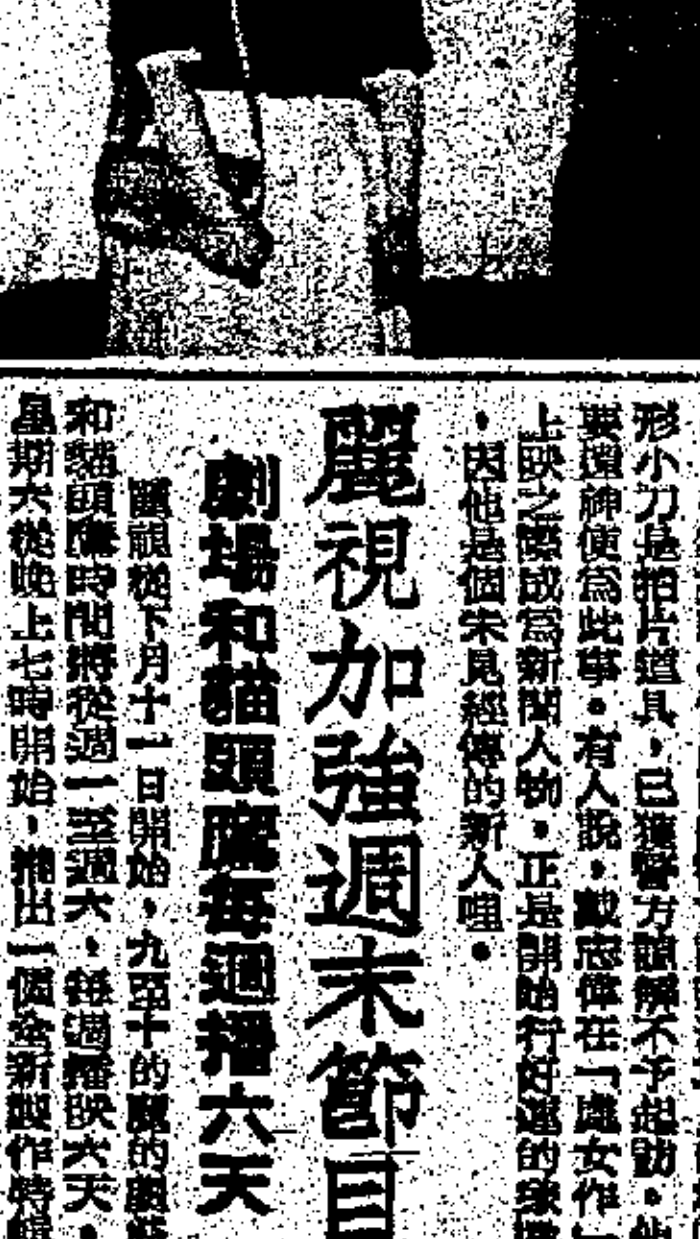 形小刀是拍片道具，已獲警方諒解不予起訴。
要還神使為此事。有人說，戴志偉在「處女作」
上映之際成為新聞人物，正是開始行好運的
，因他是個未見經傳的新人哩。
麗視加強週末節目
劇場和貓頭鷹每週播六天
麗視從下月十一日開始，九至十的麗的劇
和貓頭鷹時間將從週一至週六，每週播映六天。
星期六從晚上七時開始，推出一個全新製作特輯